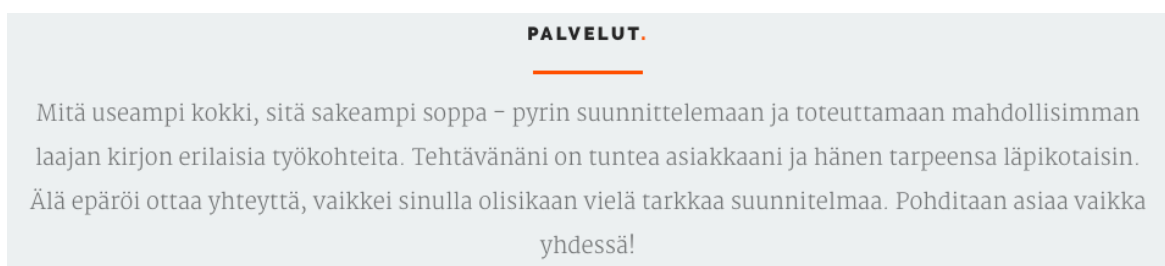 PALVELUT.
Mitä useampi kokki, sitä sakeampi soppa – pyrin suunnittelemaan ja toteuttamaan mahdollisimman
laajan kirjon erilaisia työkohteita. Tehtävänäni on tuntea asiakkaani ja hänen tarpeensa läpikotaisin.
Älä epäröi ottaa yhteyttä, vaikkei sinulla olisikaan vielä tarkkaa suunnitelmaa. Pohditaan asiaa vaikka
yhdessä!